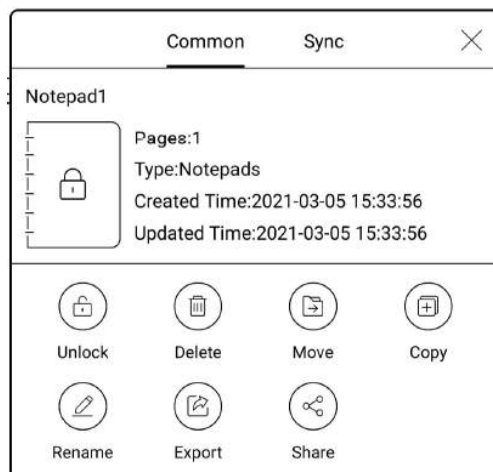 Common Sync
Notepad1
Pages:1
Type:Notepads
Created Time:2021-03-05 15:33:56
Updated Time:2021-03-05 15:33:56
Unlock Delete Move Copy
Rename Export Share